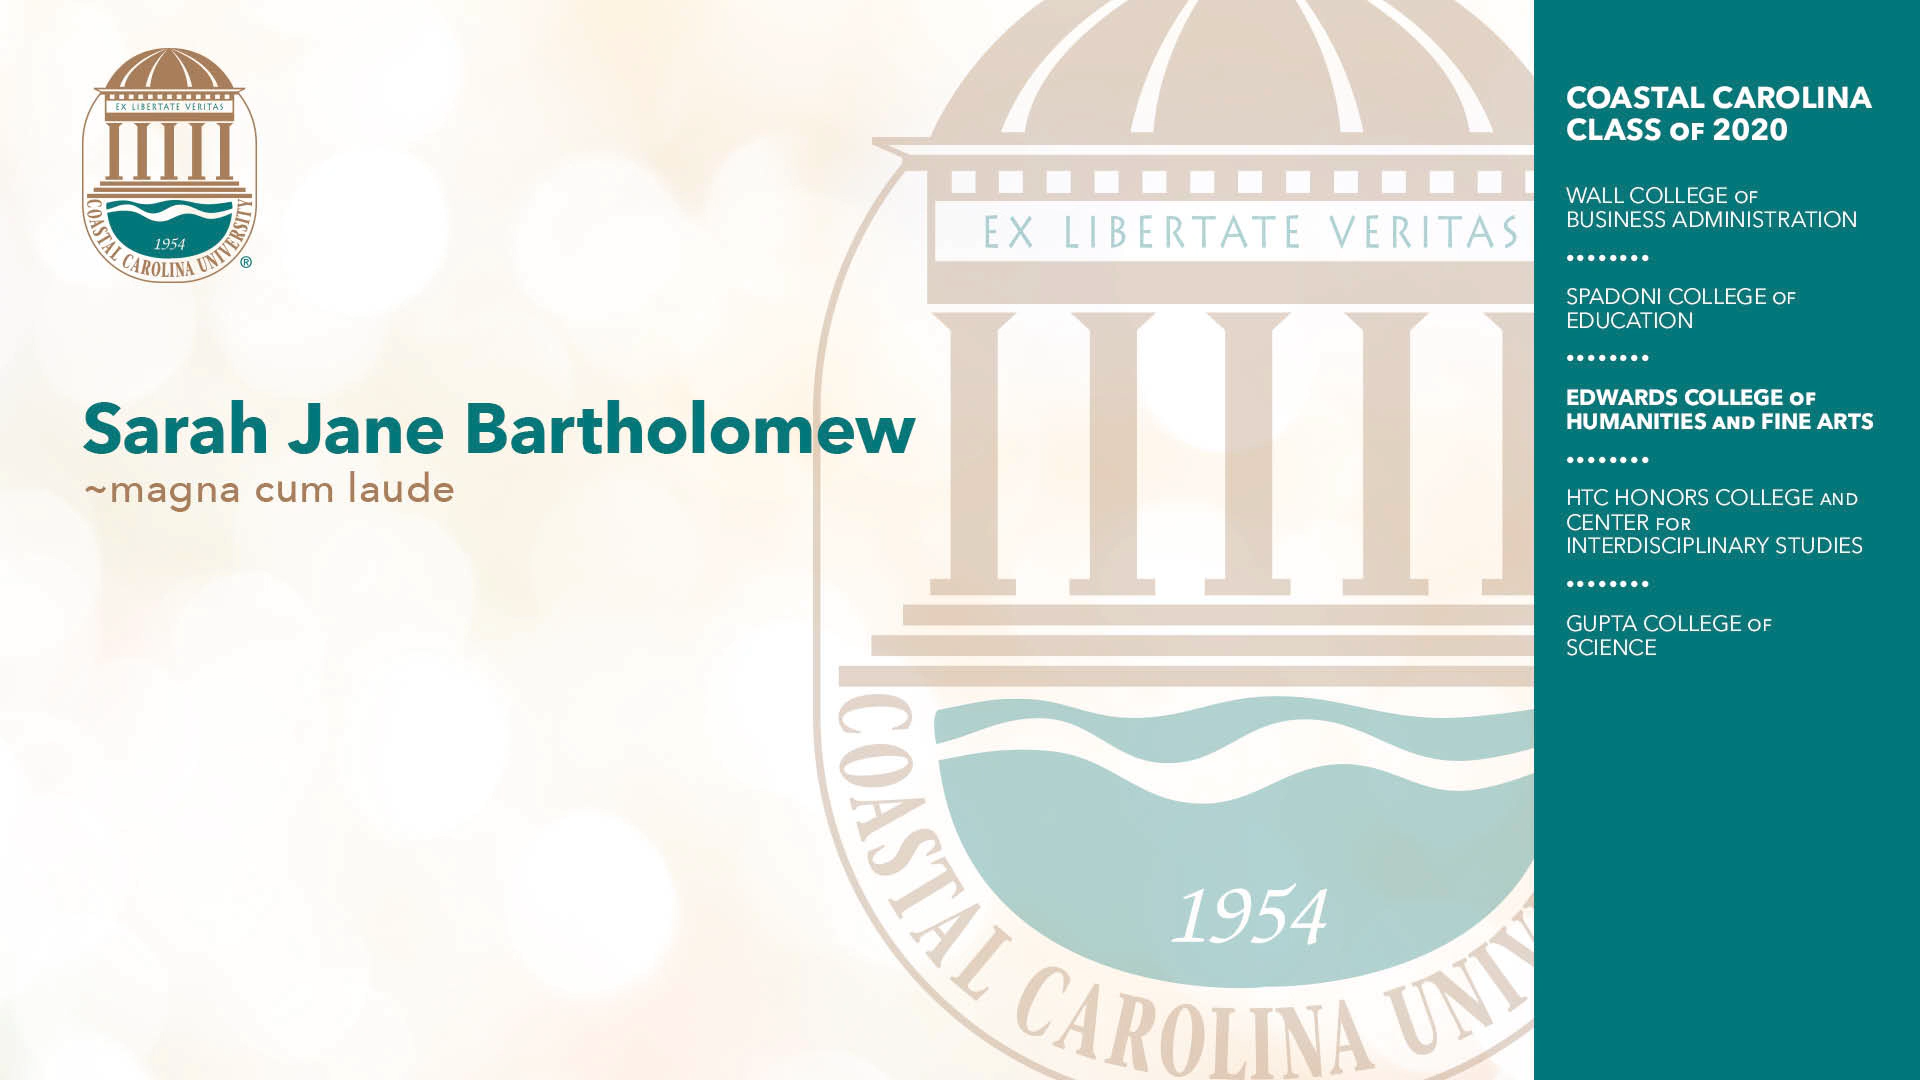 EX LIBERTATE VERITAS
1954
COASTAL CAROLINA UNIVERSITY®
Sarah Jane Bartholomew
~magna cum laude
EX LIBERTATE VERITAS
1954
COASTAL CAROLINA UNIV
COASTAL CAROLINA
CLASS OF 2020
WALL COLLEGE OF
BUSINESS ADMINISTRATION
SPADONI COLLEGE OF
EDUCATION
EDWARDS COLLEGE OF
HUMANITIES AND FINE ARTS
HTC HONORS COLLEGE AND
CENTER FOR
INTERDISCIPLINARY STUDIES
GUPTA COLLEGE OF
SCIENCE